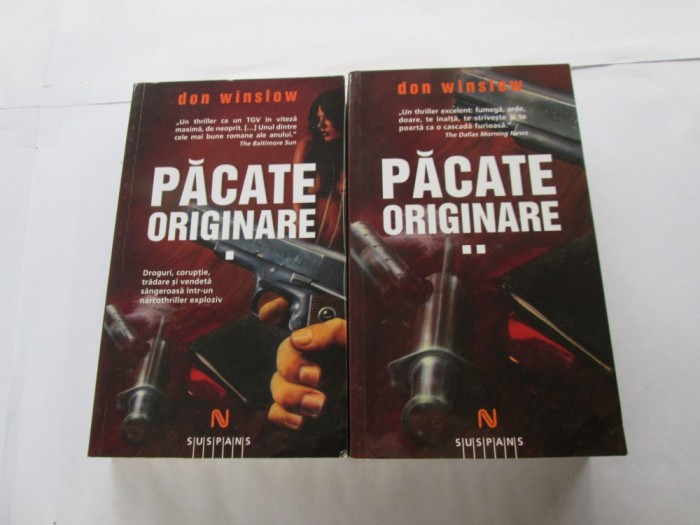 don winslow
„Un thriller ca un TGV în viteză
maximă, de neoprit. [...] Unul dintre
cele mai bune romane ale anului."
The Baltimore Sun
PĂCATE
ORIGINARE
Droguri, corupție,
trădare și vendetă
sângeroasă într-un
narcothriller exploziv
N
SUSPANS
don winslow
„Un thriller excelent: fumegă, arde,
doare, te înalță, te strivește și te
poartă ca o cascadă furioasă."
The Dallas Morning News
PĂCATE
ORIGINARE
N
SUSPANS